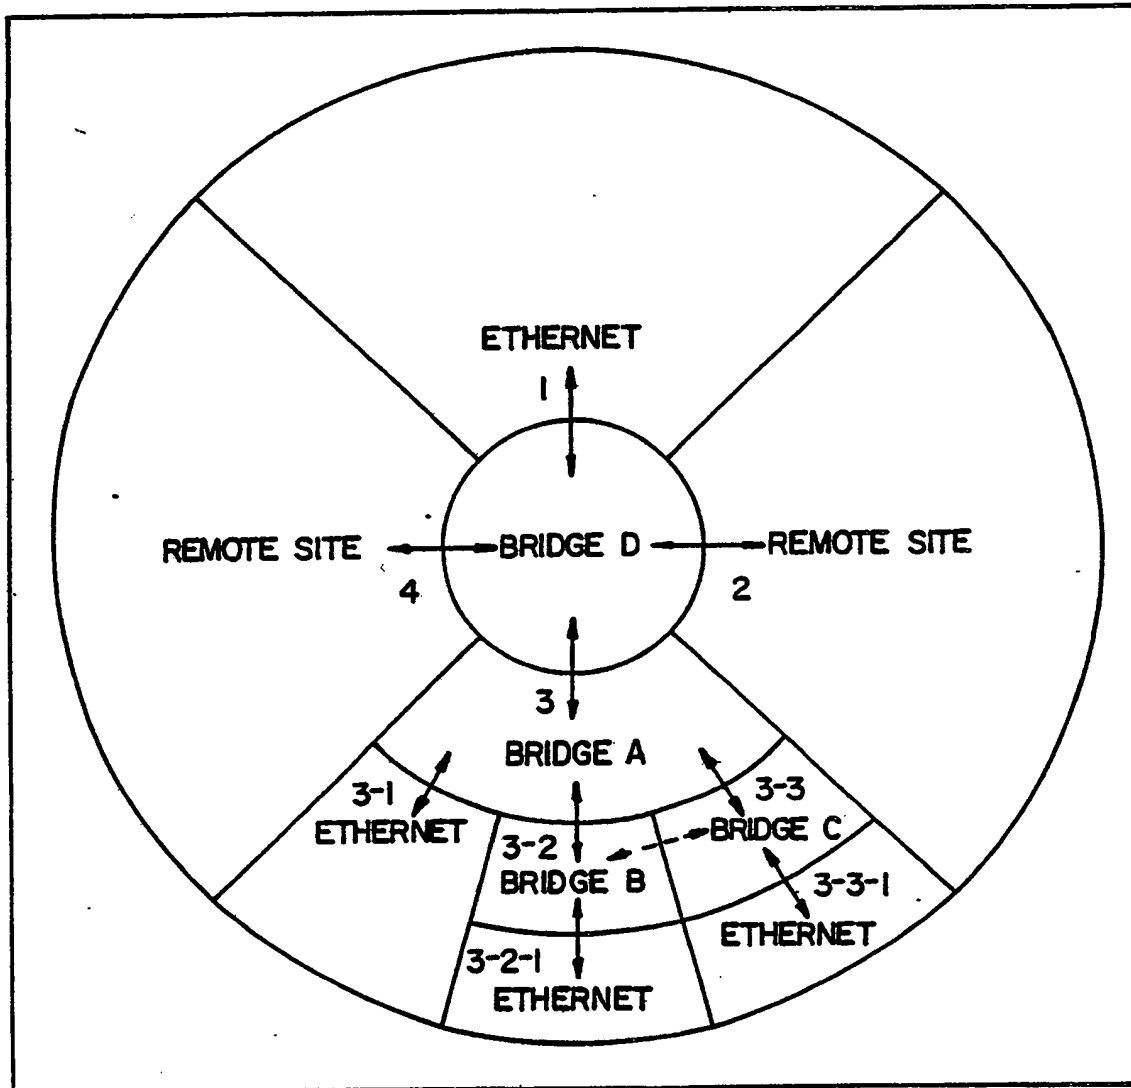 ETHERNET
1
REMOTE SITE
BRIDGE D
REMOTE SITE
4
2
3
BRIDGE A
3-1
3-3
ETHERNET
BRIDGE C
3-2
BRIDGE B
3-3-1
ETHERNET
3-2-1
ETHERNET